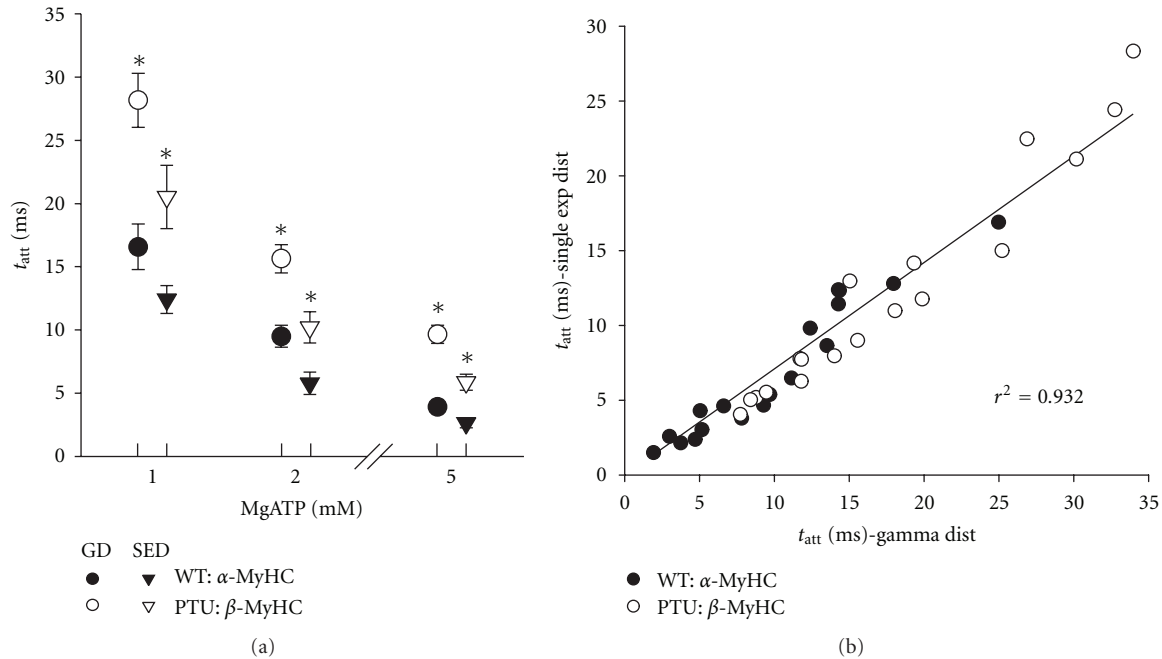 35
30
25
20
15
10
5
0
t_att (ms)
*
*
*
*
*
*
1
2
5
MgATP (mM)
GD SED
WT: α-MyHC
PTU: β-MyHC
(a)
30
25
20
15
10
5
0
t_att (ms)-single exp dist
r² = 0.932
0 5 10 15 20 25 30 35
t_att (ms)-gamma dist
WT: α-MyHC
PTU: β-MyHC
(b)